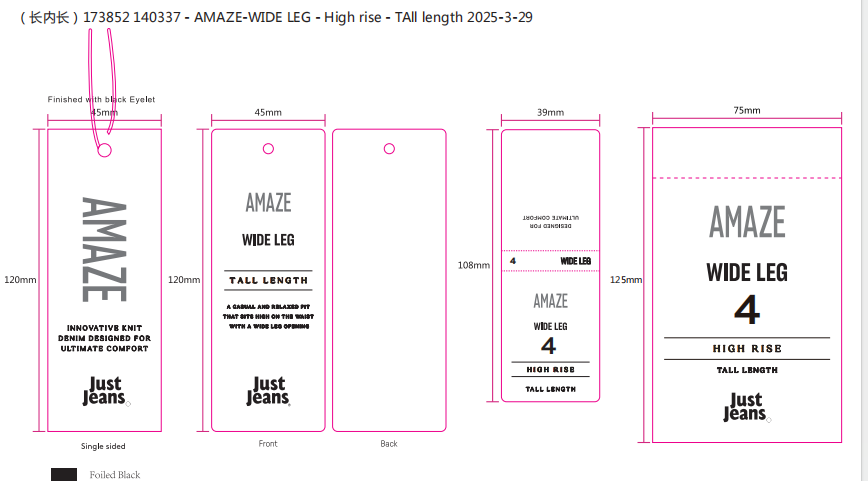 （长内长）173852 140337 - AMAZE-WIDE LEG - High rise - TAll length 2025-3-29
Finished with black Eyelet
45mm
120mm
AMAZE
INNOVATIVE KNIT
DENIM DESIGNED FOR
ULTIMATE COMFORT
Just
Jeans
Single sided
Foiled Black
45mm
120mm
AMAZE
WIDE LEG
TALL LENGTH
A CASUAL AND RELAXED FIT
THAT SITS HIGH ON THE WAIST
WITH A WIDE LEG OPENING
Just
Jeans
Front
Back
39mm
108mm
DESIGNED FOR
ULTIMATE COMFORT
4 WIDE LEG
AMAZE
WIDE LEG
4
HIGH RISE
TALL LENGTH
75mm
125mm
AMAZE
WIDE LEG
4
HIGH RISE
TALL LENGTH
Just
Jeans